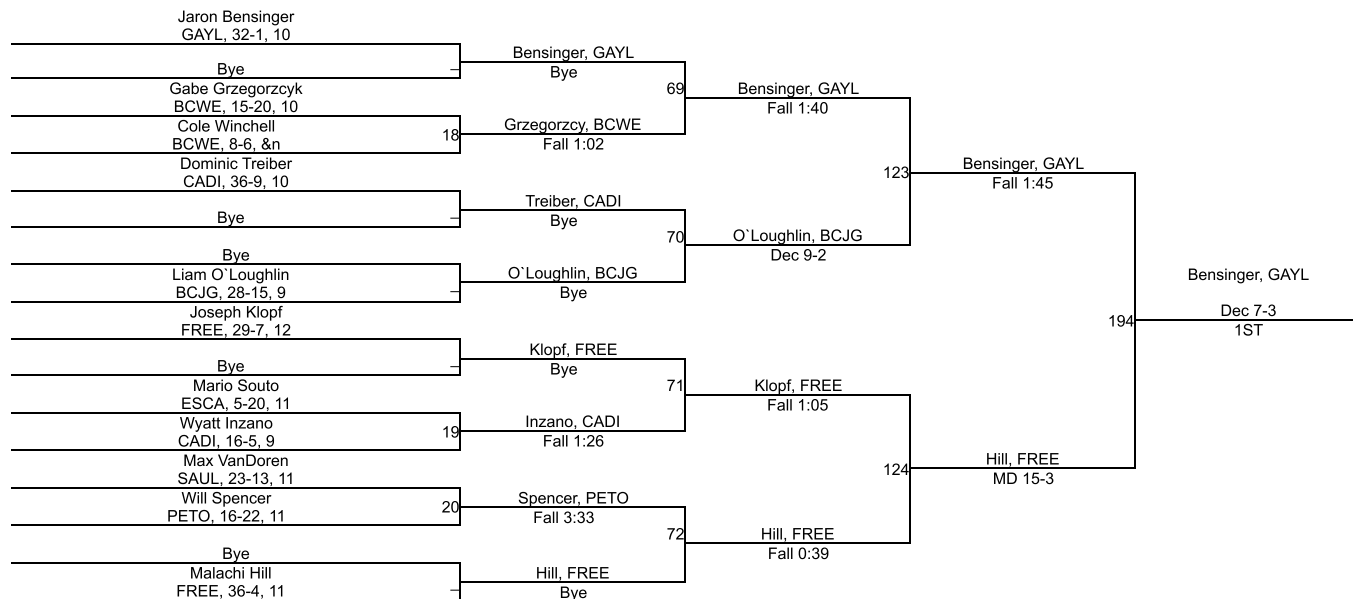 Jaron Bensinger
GAYL, 32-1, 10
Bye
–
Gabe Grzegorzcyk
BCWE, 15-20, 10
Cole Winchell
BCWE, 8-6, &n
18
Dominic Treiber
CADI, 36-9, 10
Bye
–
Bye
Liam O`Loughlin
BCJG, 28-15, 9
–
Joseph Klopf
FREE, 29-7, 12
Bye
–
Mario Souto
ESCA, 5-20, 11
Wyatt Inzano
CADI, 16-5, 9
19
Max VanDoren
SAUL, 23-13, 11
Will Spencer
PETO, 16-22, 11
20
Bye
Malachi Hill
FREE, 36-4, 11
–
Bensinger, GAYL
Bye
69
Grzegorzcy, BCWE
Fall 1:02
Treiber, CADI
Bye
70
O`Loughlin, BCJG
Bye
Klopf, FREE
Bye
71
Inzano, CADI
Fall 1:26
Spencer, PETO
Fall 3:33
72
Hill, FREE
Bye
Bensinger, GAYL
Fall 1:40
123
O`Loughlin, BCJG
Dec 9-2
Klopf, FREE
Fall 1:05
124
Hill, FREE
Fall 0:39
Bensinger, GAYL
Fall 1:45
194
Hill, FREE
MD 15-3
Bensinger, GAYL
Dec 7-3
1ST